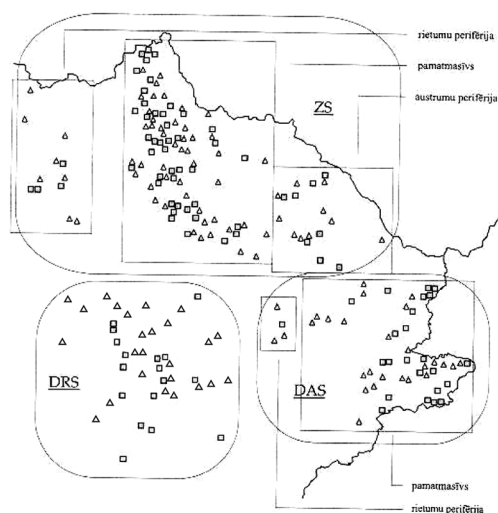 rietumu perifērija
pamatmasīvs
ZS
austrumu perifērija
DRS
DAS
pamatmasīvs
rietumu perifērija